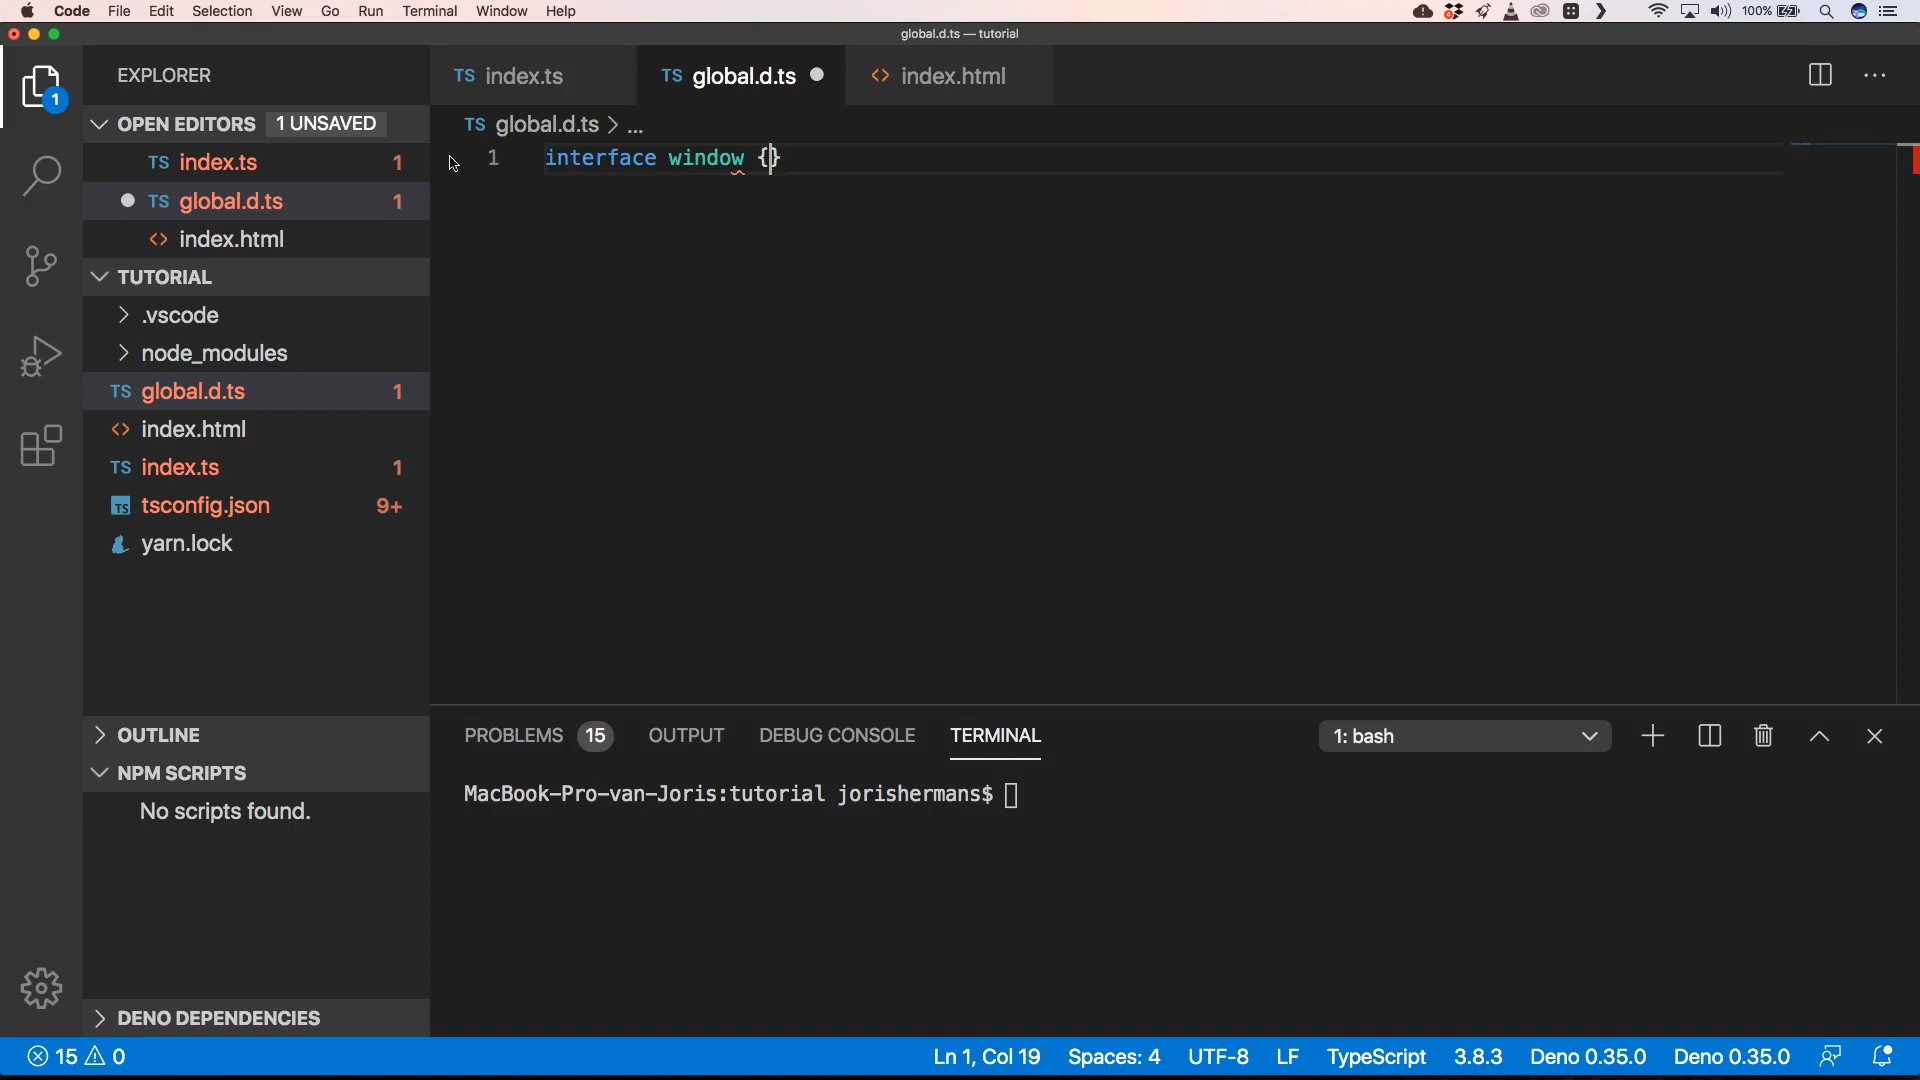 Code File Edit Selection View Go Run Terminal Window Help 100%
global.d.ts — tutorial
EXPLORER
TS index.ts
TS global.d.ts
<> index.html
1
OPEN EDITORS 1 UNSAVED
TS global.d.ts > ...
TS index.ts 1
1 interface window {}
TS global.d.ts 1
<> index.html
TUTORIAL
.vscode
node_modules
TS global.d.ts 1
<> index.html
TS index.ts 1
TS tsconfig.json 9+
yarn.lock
OUTLINE
NPM SCRIPTS
No scripts found.
DENO DEPENDENCIES
PROBLEMS 15 OUTPUT DEBUG CONSOLE TERMINAL 1: bash
MacBook-Pro-van-Joris:tutorial jorishermans$
15 0 Ln 1, Col 19 Spaces: 4 UTF-8 LF TypeScript 3.8.3 Deno 0.35.0 Deno 0.35.0